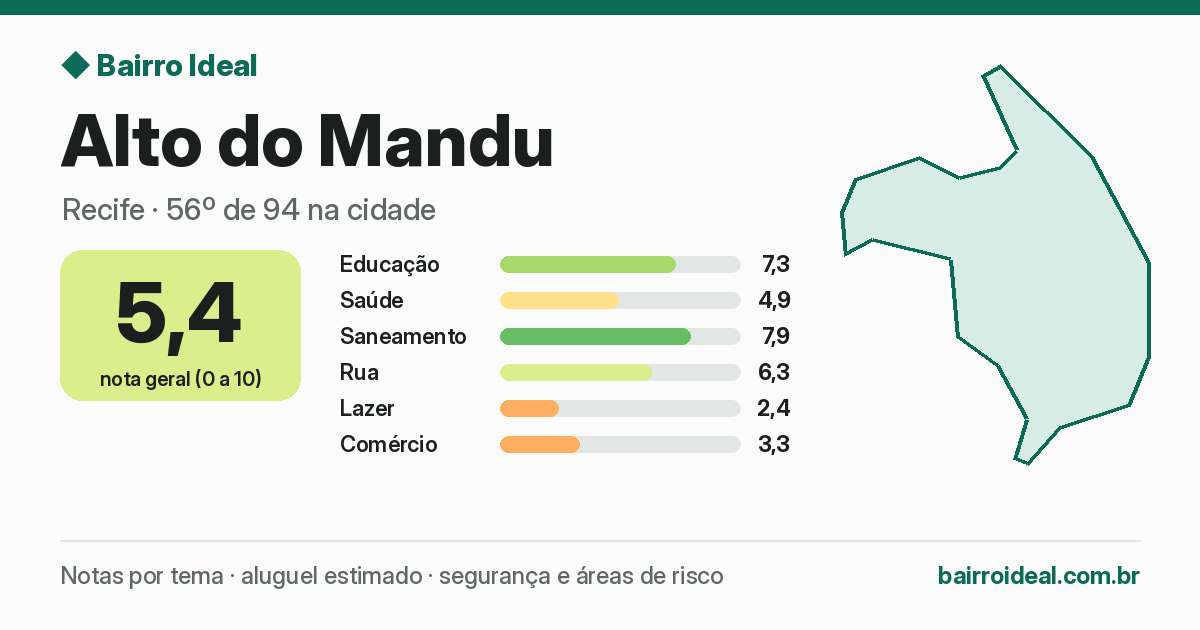 Bairro Ideal
Alto do Mandu
Recife · 56º de 94 na cidade
5,4
nota geral (0 a 10)
Educação 7,3
Saúde 4,9
Saneamento 7,9
Rua 6,3
Lazer 2,4
Comércio 3,3
Notas por tema · aluguel estimado · segurança e áreas de risco
bairroideal.com.br